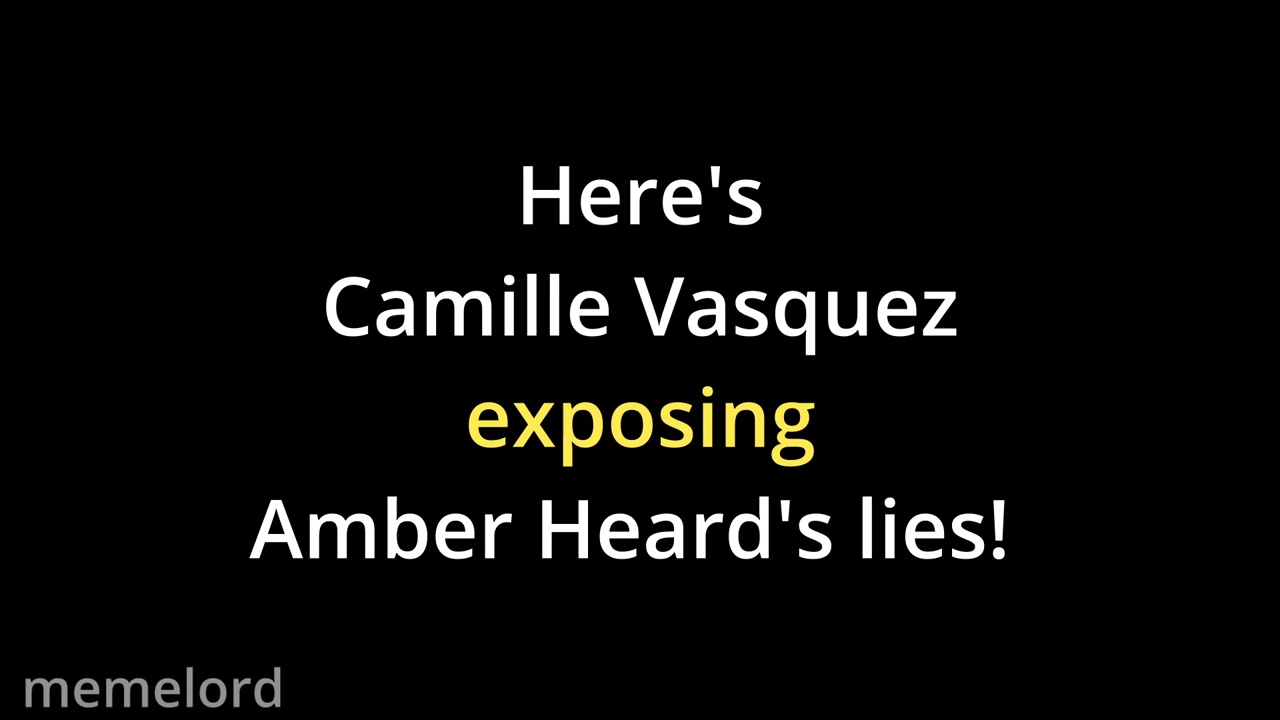 Here's
Camille Vasquez
exposing
Amber Heard's lies!
memelord